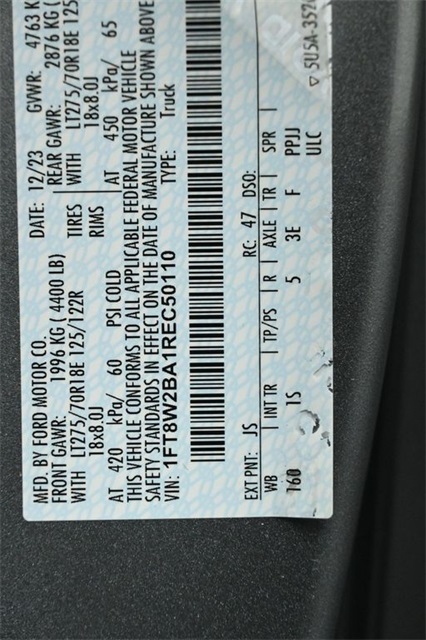 MFD. BY FORD MOTOR CO. DATE: 12/23 GVWR: 4763 K
FRONT GAWR: 1996 KG (4400 LB) REAR GAWR: 2876 KG (
LT275/70R18E 125/122R TIRES WITH LT275/70R18E 125
18x8.0J RIMS 18x8.0J
AT 420 kPa/ 60 PSI COLD AT 450 kPa/ 65
THIS VEHICLE CONFORMS TO ALL APPLICABLE FEDERAL MOTOR VEHICLE
SAFETY STANDARDS IN EFFECT ON THE DATE OF MANUFACTURE SHOWN ABOVE
VIN: 1FT8W2BA1REC50110 TYPE: Truck
EXT PNT: JS RC: 47 DSO:
WB INT TR TP/PS R AXLE TR SPR
160 1S 5 3E F PPJJ
ULC
5U5A-3520